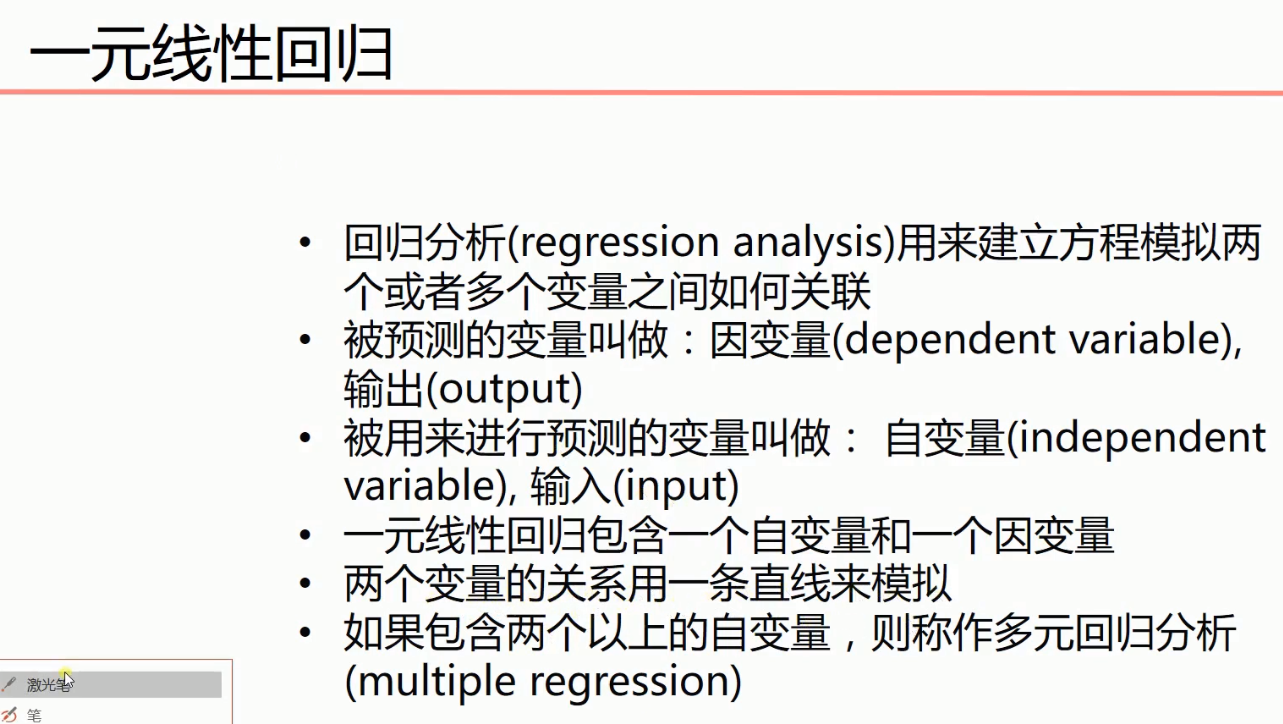 一元线性回归
• 回归分析(regression analysis)用来建立方程模拟两
个或者多个变量之间如何关联
• 被预测的变量叫做：因变量(dependent variable),
输出(output)
• 被用来进行预测的变量叫做： 自变量(independent
variable), 输入(input)
• 一元线性回归包含一个自变量和一个因变量
• 两个变量的关系用一条直线来模拟
• 如果包含两个以上的自变量，则称作多元回归分析
(multiple regression)
激光笔
笔